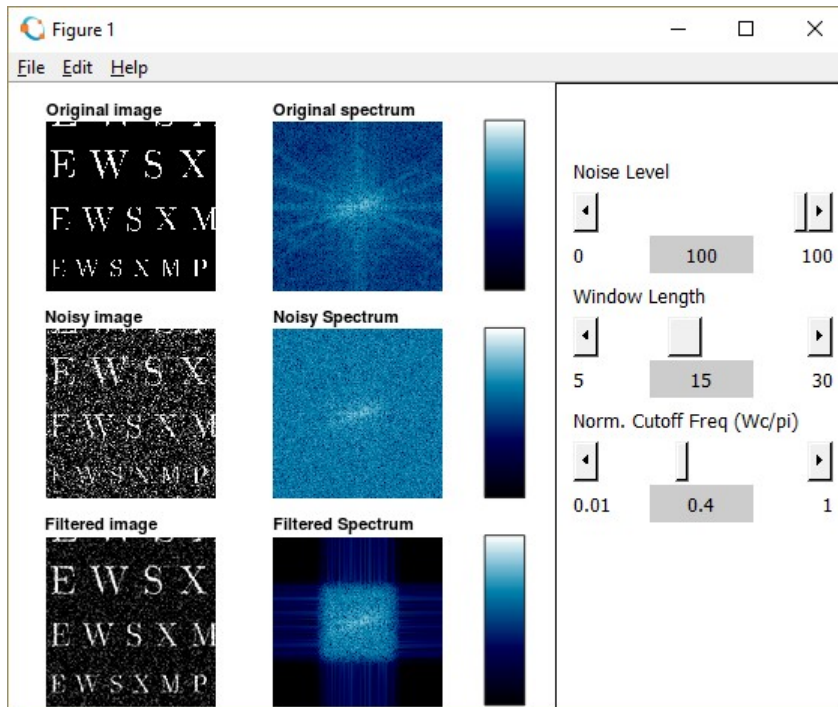 Figure 1
File Edit Help
Original image
E W S X
E W S X M
E W S X M P
Original spectrum
Noisy image
E W S X
E W S X M
E W S X M P
Noisy Spectrum
Filtered image
E W S X
E W S X M
E W S X M P
Filtered Spectrum
Noise Level
0 100 100
Window Length
5 15 30
Norm. Cutoff Freq (Wc/pi)
0.01 0.4 1